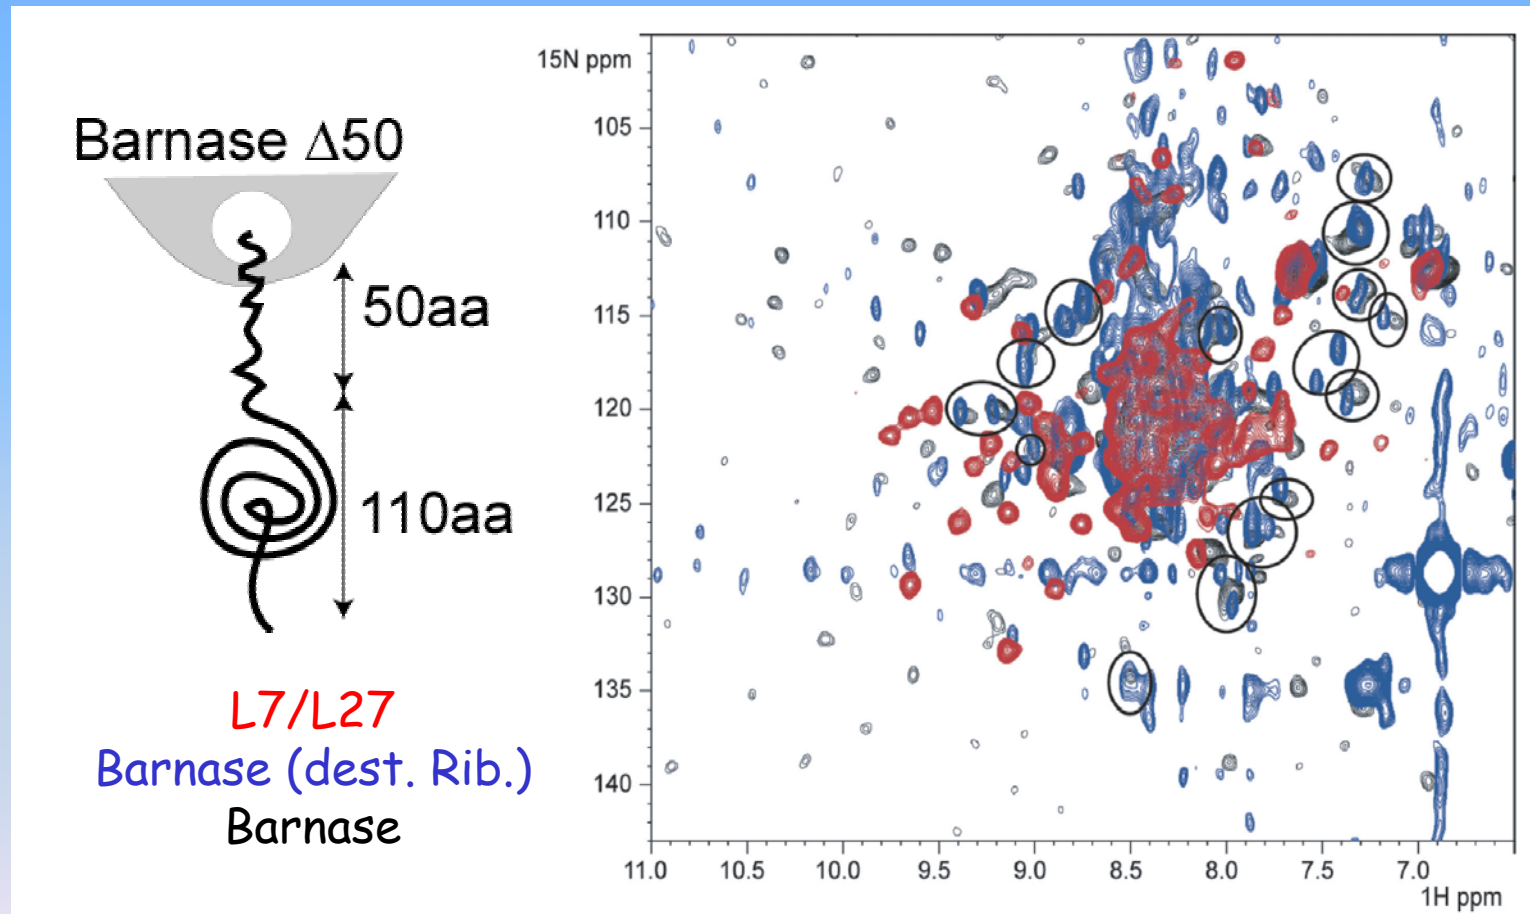 Barnase Δ50
50aa
110aa
L7/L27
Barnase (dest. Rib.)
Barnase
15N ppm
105
110
115
120
125
130
135
140
11.0 10.5 10.0 9.5 9.0 8.5 8.0 7.5 7.0
1H ppm